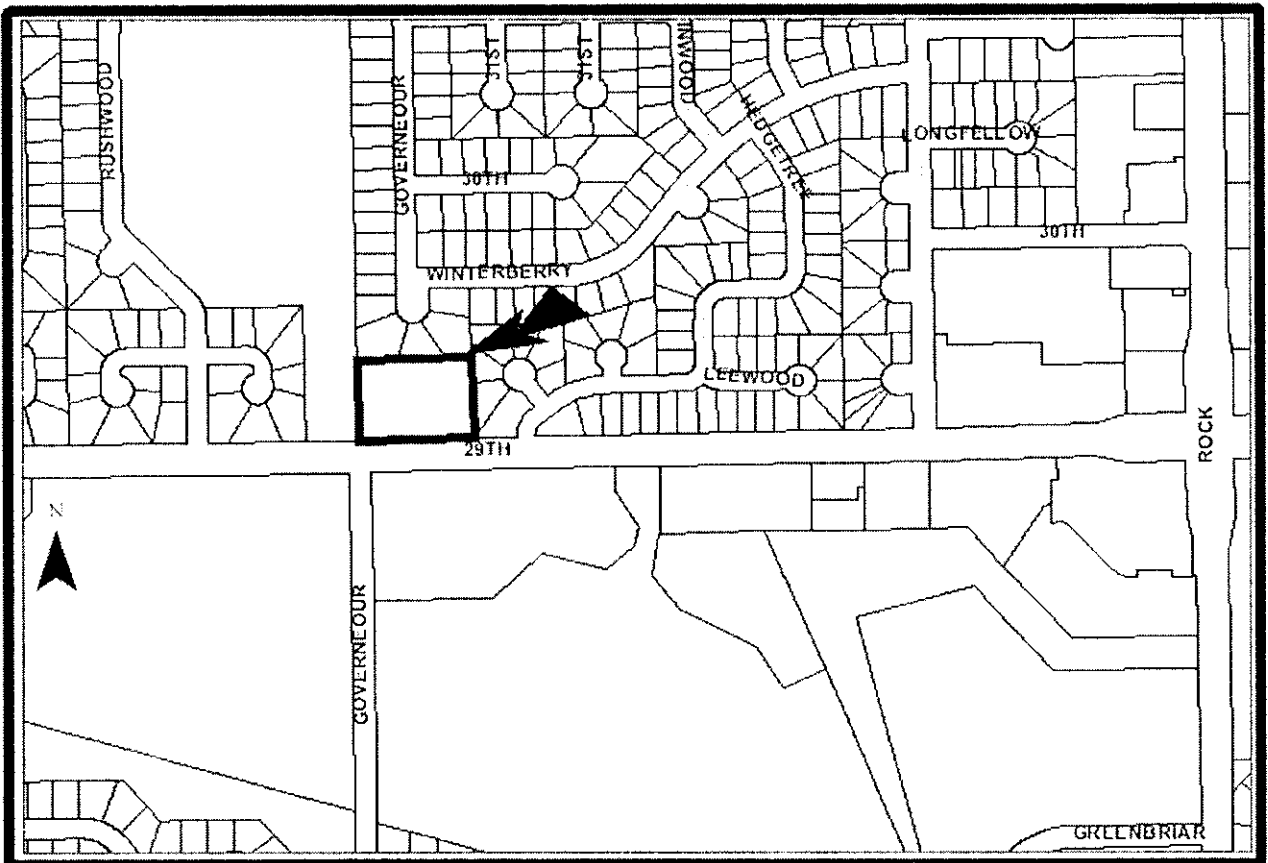 RUSHWOOD
GOVERNEOUR
31ST
31ST
HEDGETREE
LONGFELLOW
30TH
30TH
WINTERBERRY
LEEWOOD
29TH
ROCK
N
GOVERNEOUR
GREENBRIAR